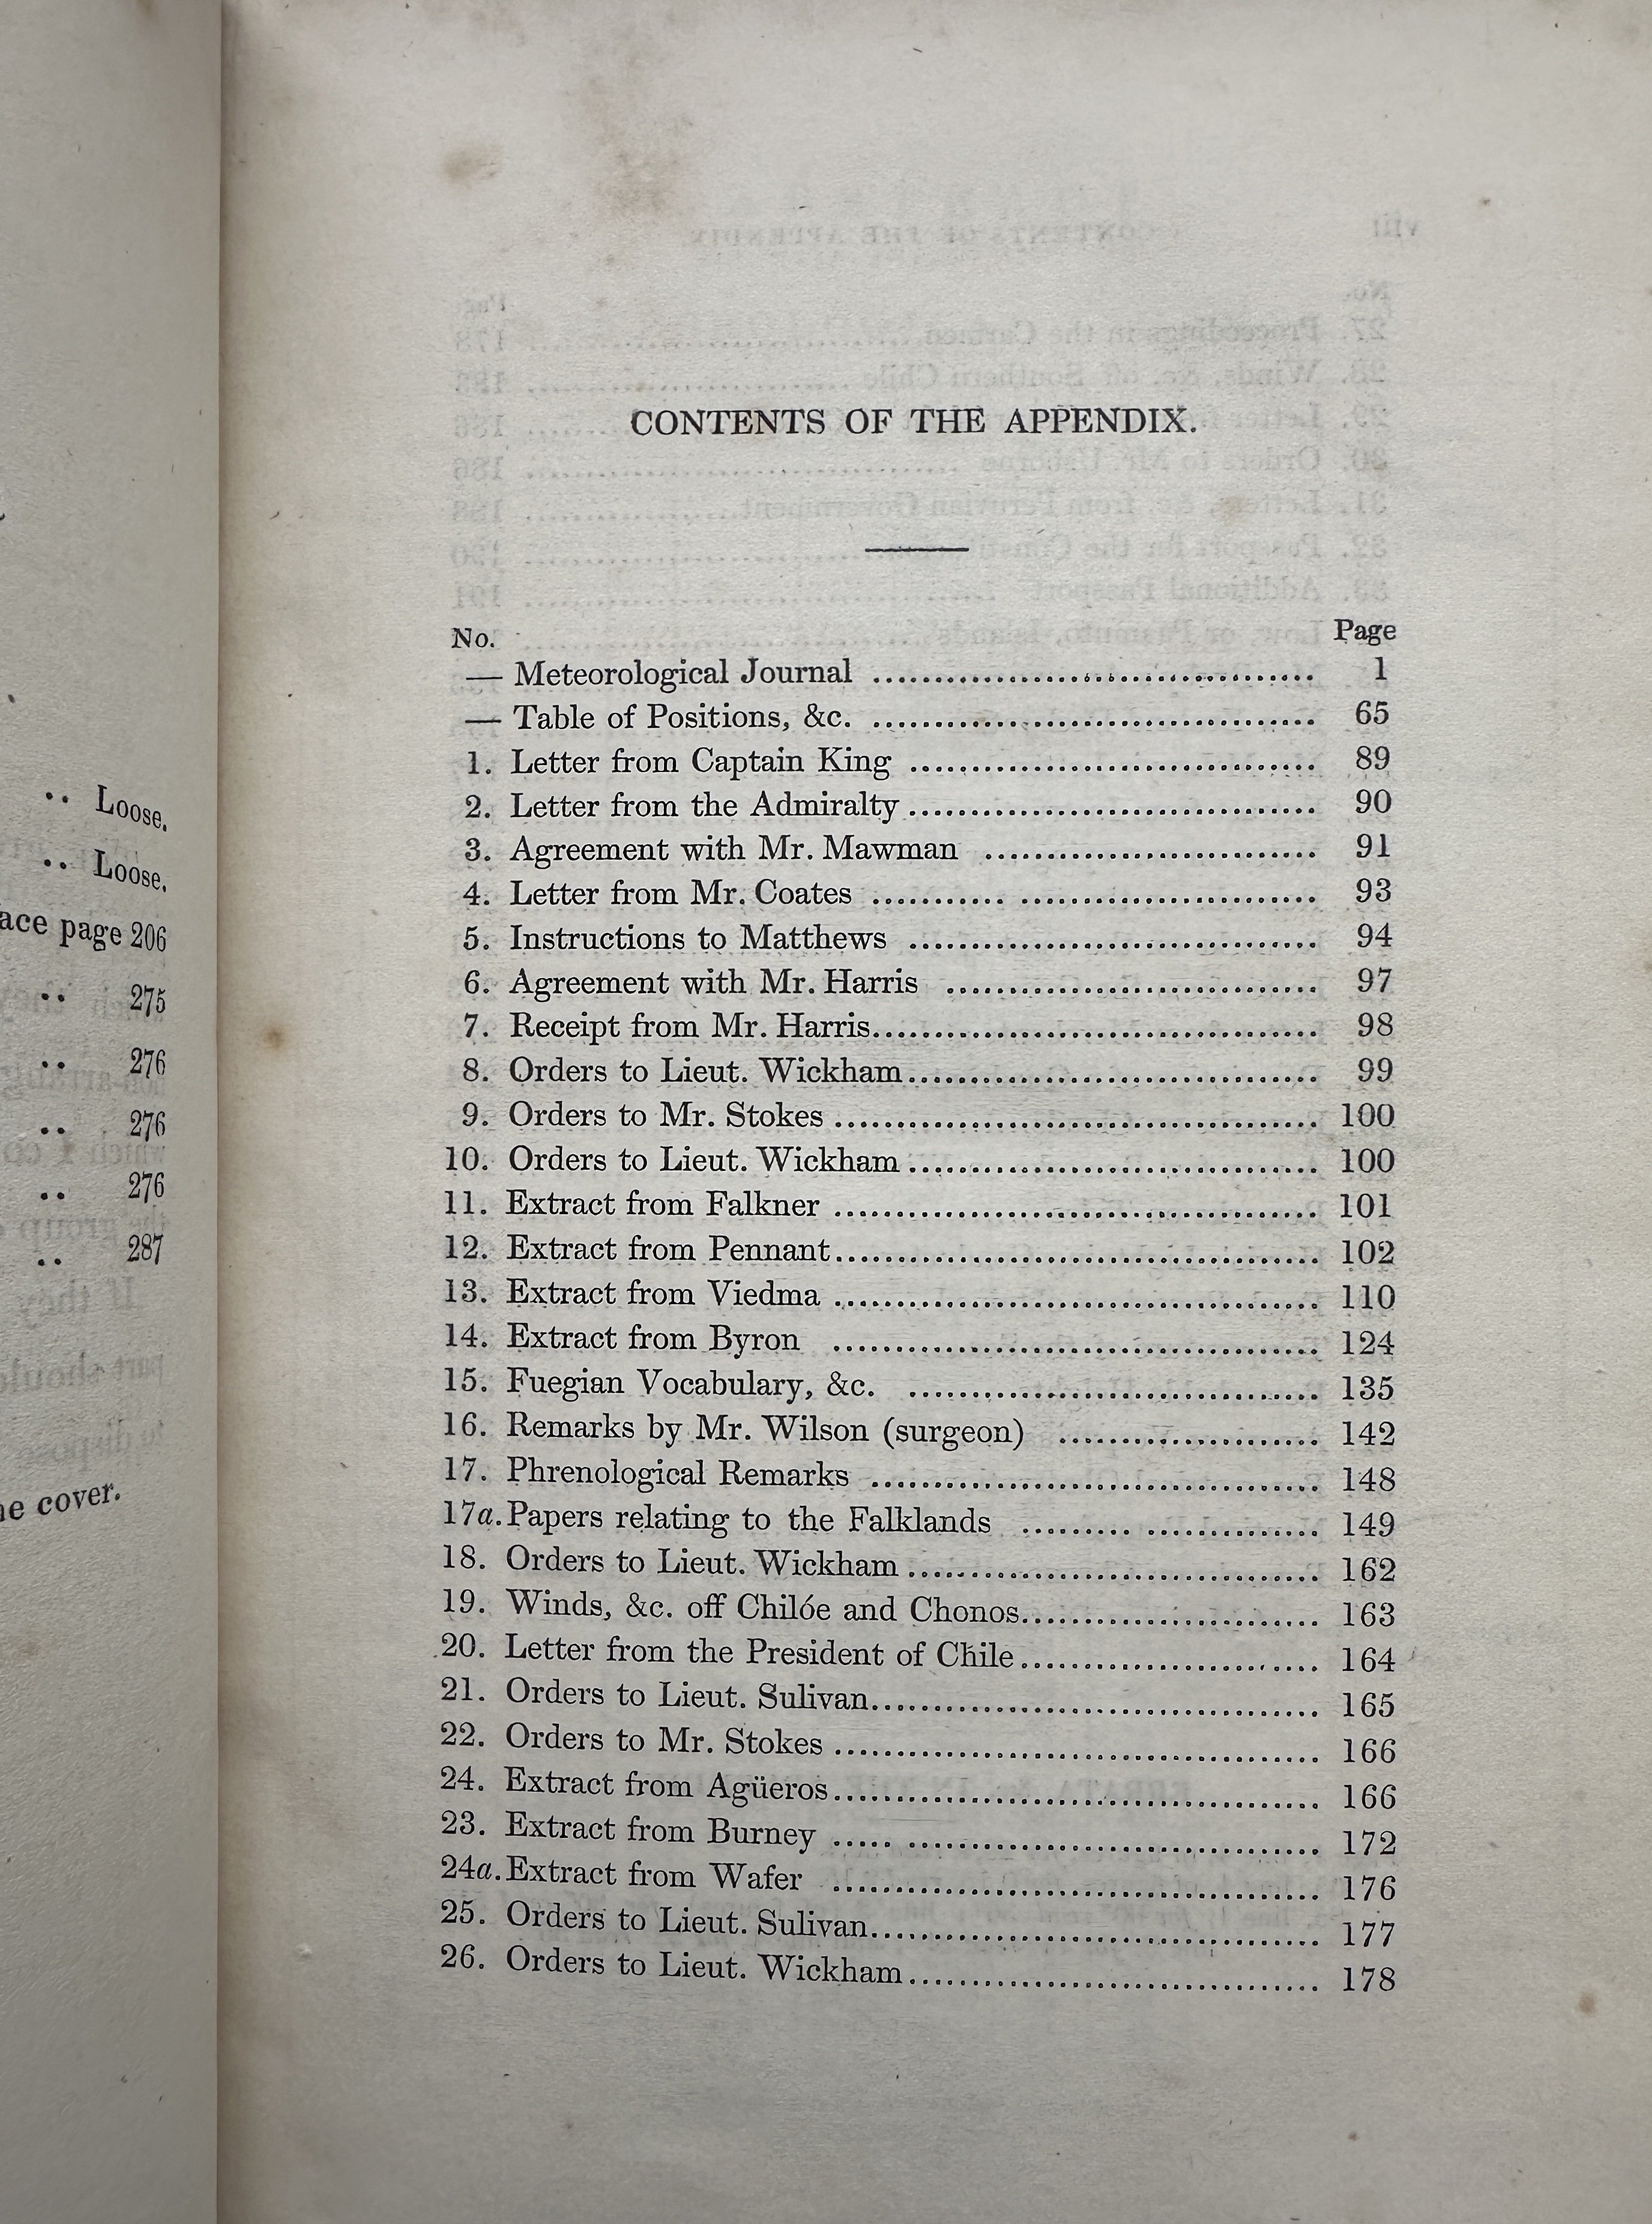 .. Loose.
.. Loose.
ace page 206
.. 275
.. 276
.. 276
.. 276
.. 287
cover.
CONTENTS OF THE APPENDIX.
No. Page
— Meteorological Journal ........................................ 1
— Table of Positions, &c. ........................................ 65
1. Letter from Captain King ........................................ 89
2. Letter from the Admiralty ........................................ 90
3. Agreement with Mr. Mawman ........................................ 91
4. Letter from Mr. Coates ........................................ 93
5. Instructions to Matthews ........................................ 94
6. Agreement with Mr. Harris ........................................ 97
7. Receipt from Mr. Harris ........................................ 98
8. Orders to Lieut. Wickham ........................................ 99
9. Orders to Mr. Stokes ........................................ 100
10. Orders to Lieut. Wickham ........................................ 100
11. Extract from Falkner ........................................ 101
12. Extract from Pennant ........................................ 102
13. Extract from Viedma ........................................ 110
14. Extract from Byron ........................................ 124
15. Fuegian Vocabulary, &c. ........................................ 135
16. Remarks by Mr. Wilson (surgeon) ........................................ 142
17. Phrenological Remarks ........................................ 148
17a. Papers relating to the Falklands ........................................ 149
18. Orders to Lieut. Wickham ........................................ 162
19. Winds, &c. off Chilóe and Chonos ........................................ 163
20. Letter from the President of Chile ........................................ 164
21. Orders to Lieut. Sulivan ........................................ 165
22. Orders to Mr. Stokes ........................................ 166
24. Extract from Agüeros ........................................ 166
23. Extract from Burney ........................................ 172
24a. Extract from Wafer ........................................ 176
25. Orders to Lieut. Sulivan ........................................ 177
26. Orders to Lieut. Wickham ........................................ 178